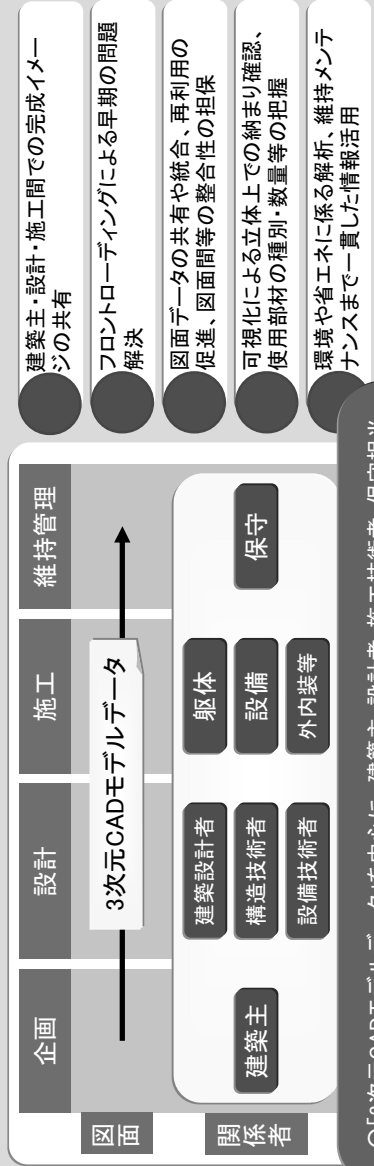 企画
設計
施工
維持管理
図面
3次元CADモデルデータ
関係者
建築主
建築設計者
構造技術者
設備技術者
躯体
設備
外内装等
保守
建築主・設計・施工間での完成イメー
ジの共有
フロントローディングによる早期の問題
解決
図面データの共有や統合、再利用の
促進、図面間等の整合性の担保
可視化による立体上での納まり確認、
使用部材の種別・数量等の把握
環境や省エネに係る解析、維持メンテ
ナンスまで一貫した情報活用
○「3次元CADモデルデータ」を中心に、建築主、設計者、施工技術者、保守担当